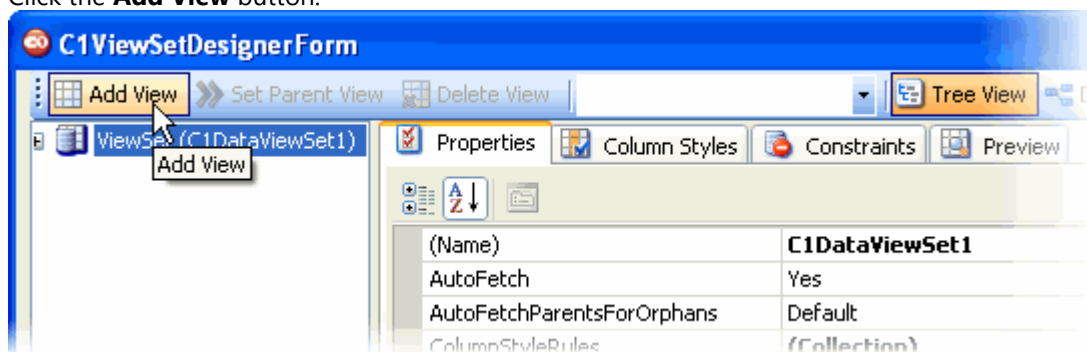 Click the Add View button.
C1ViewSetDesignerForm
Add View Set Parent View Delete View Tree View
ViewSet (C1DataViewSet1) Properties Column Styles Constraints Preview
Add View
(Name) C1DataViewSet1
AutoFetch Yes
AutoFetchParentsForOrphans Default
ColumnStyleRules (Collection)